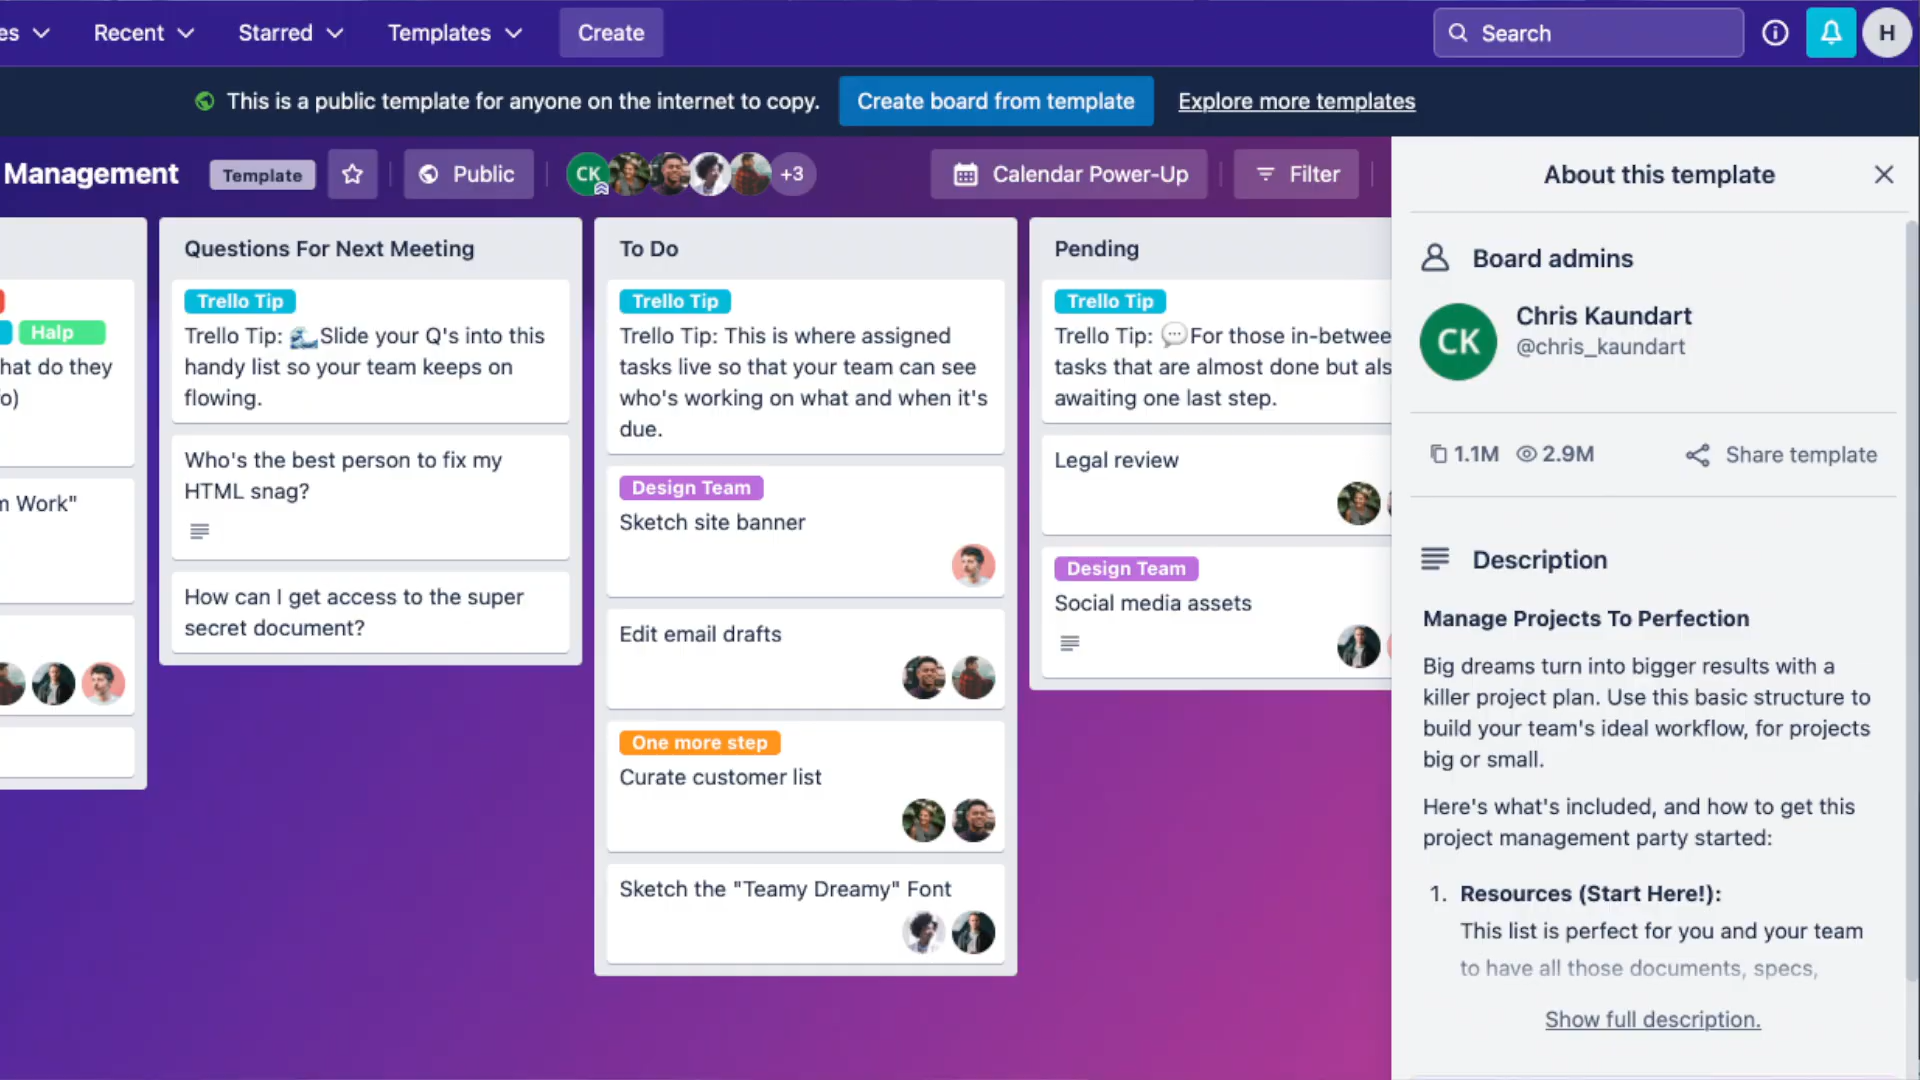 es
Recent
Starred
Templates
Create
Search
H
This is a public template for anyone on the internet to copy.
Create board from template
Explore more templates
Management
Template
Public
CK
+3
Calendar Power-Up
Filter
Halp
hat do they
o)
m Work"
Questions For Next Meeting
Trello Tip
Trello Tip: 🌊Slide your Q's into this
handy list so your team keeps on
flowing.
Who's the best person to fix my
HTML snag?
How can I get access to the super
secret document?
To Do
Trello Tip
Trello Tip: This is where assigned
tasks live so that your team can see
who's working on what and when it's
due.
Design Team
Sketch site banner
Edit email drafts
One more step
Curate customer list
Sketch the "Teamy Dreamy" Font
Pending
Trello Tip
Trello Tip: 💬For those in-betwee
tasks that are almost done but als
awaiting one last step.
Legal review
Design Team
Social media assets
About this template
Board admins
CK
Chris Kaundart
@chris_kaundart
1.1M
2.9M
Share template
Description
Manage Projects To Perfection
Big dreams turn into bigger results with a
killer project plan. Use this basic structure to
build your team's ideal workflow, for projects
big or small.
Here's what's included, and how to get this
project management party started:
1. Resources (Start Here!):
This list is perfect for you and your team
to have all those documents, specs,
Show full description.